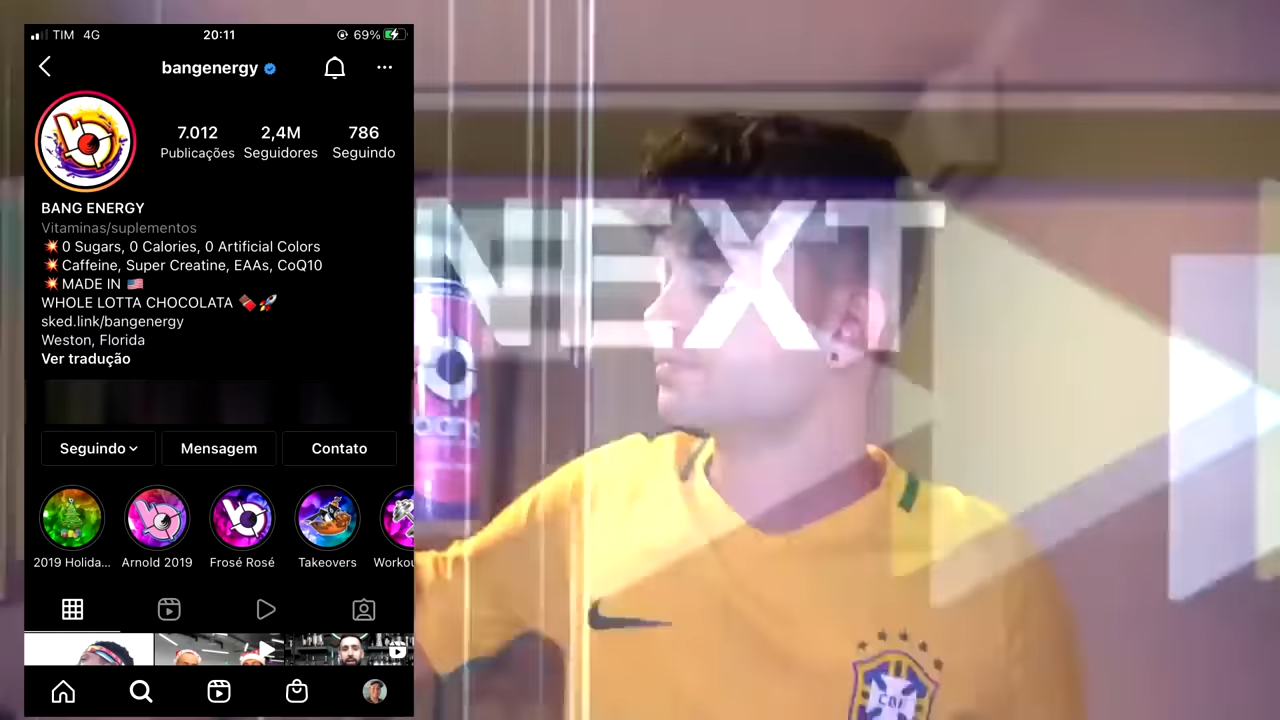 TIM 4G 20:11 69%
bangenergy
7.012 2,4M 786
Publicações Seguidores Seguindo
BANG ENERGY
Vitaminas/suplementos
💥0 Sugars, 0 Calories, 0 Artificial Colors
💥Caffeine, Super Creatine, EAAs, CoQ10
💥MADE IN 🇺🇸
WHOLE LOTTA CHOCOLATA 🍫🚀
sked.link/bangenergy
Weston, Florida
Ver tradução
Seguindo Mensagem Contato
2019 Holida... Arnold 2019 Frosé Rosé Takeovers Workou
NEXT
CBF